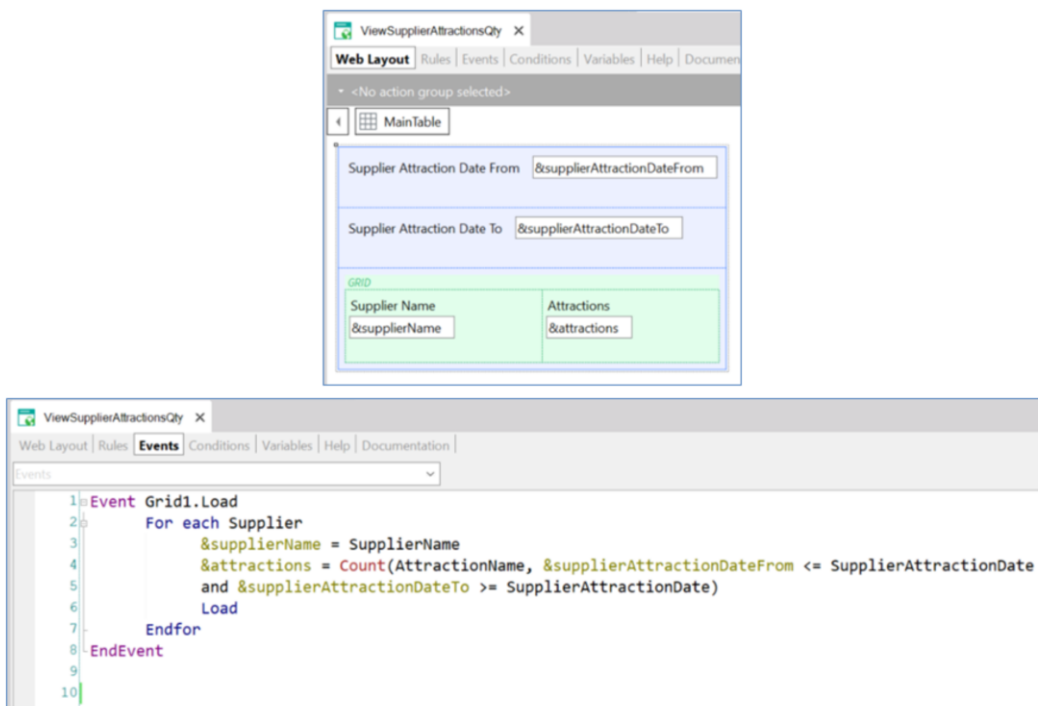 ViewSupplierAttractionsQty ×
Web Layout Rules Events Conditions Variables Help Documen
<No action group selected>
MainTable
Supplier Attraction Date From &supplierAttractionDateFrom
Supplier Attraction Date To &supplierAttractionDateTo
GRID
Supplier Name Attractions
&supplierName &attractions
ViewSupplierAttractionsQty ×
Web Layout Rules Events Conditions Variables Help Documentation
Events
1 Event Grid1.Load
2 For each Supplier
3 &supplierName = SupplierName
4 &attractions = Count(AttractionName, &supplierAttractionDateFrom <= SupplierAttractionDate
5 and &supplierAttractionDateTo >= SupplierAttractionDate)
6 Load
7 Endfor
8 EndEvent
9
10